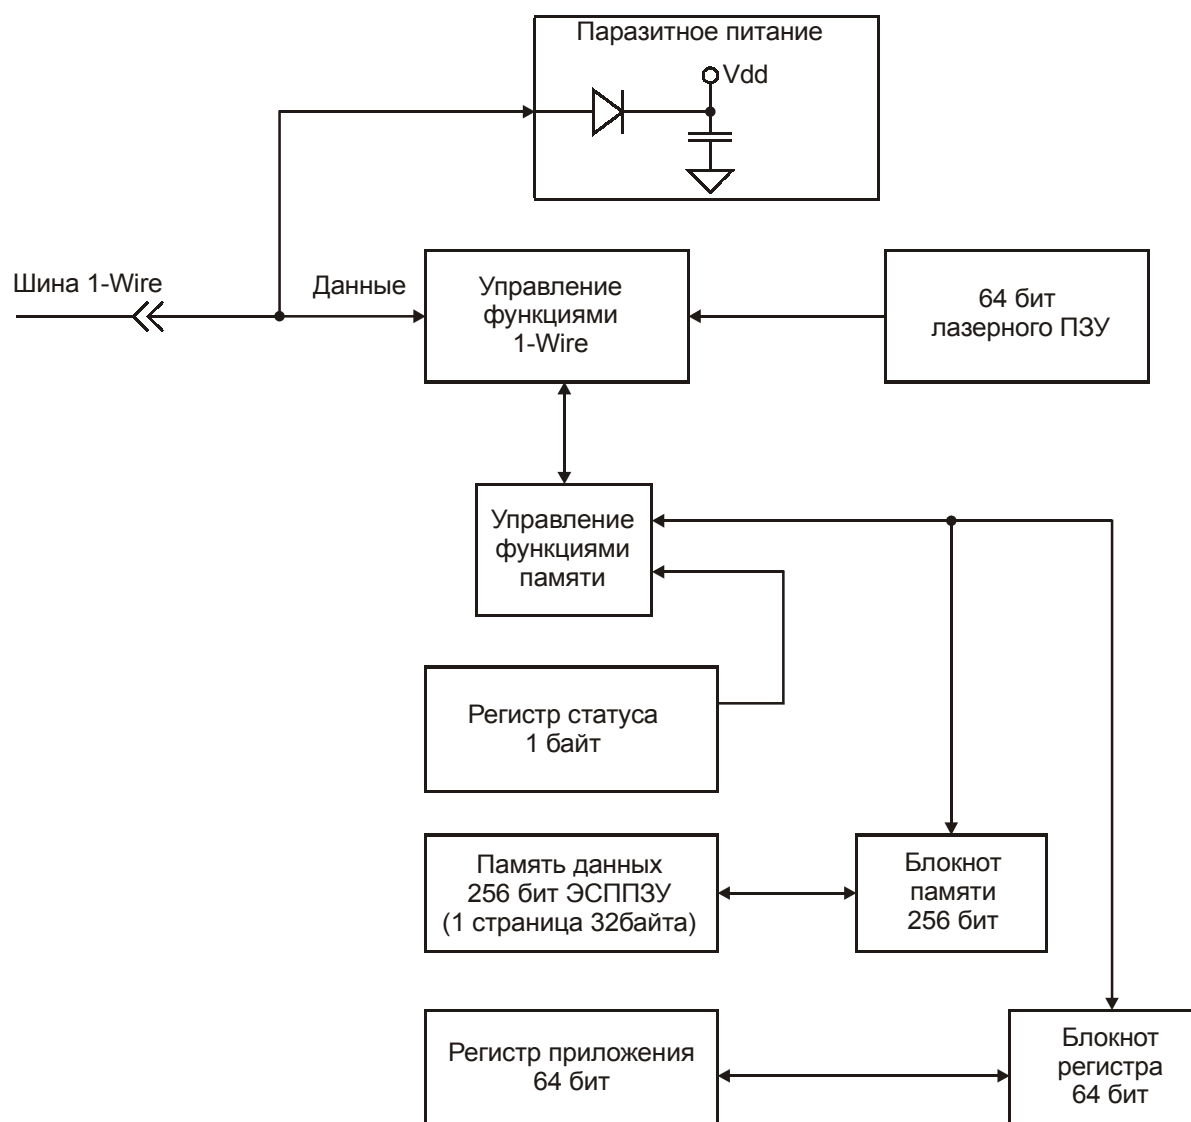 Паразитное питание
Vdd
Шина 1-Wire
Данные
Управление
функциями
1-Wire
64 бит
лазерного ПЗУ
Управление
функциями
памяти
Регистр статуса
1 байт
Память данных
256 бит ЭСППЗУ
(1 страница 32байта)
Блокнот
памяти
256 бит
Регистр приложения
64 бит
Блокнот
регистра
64 бит